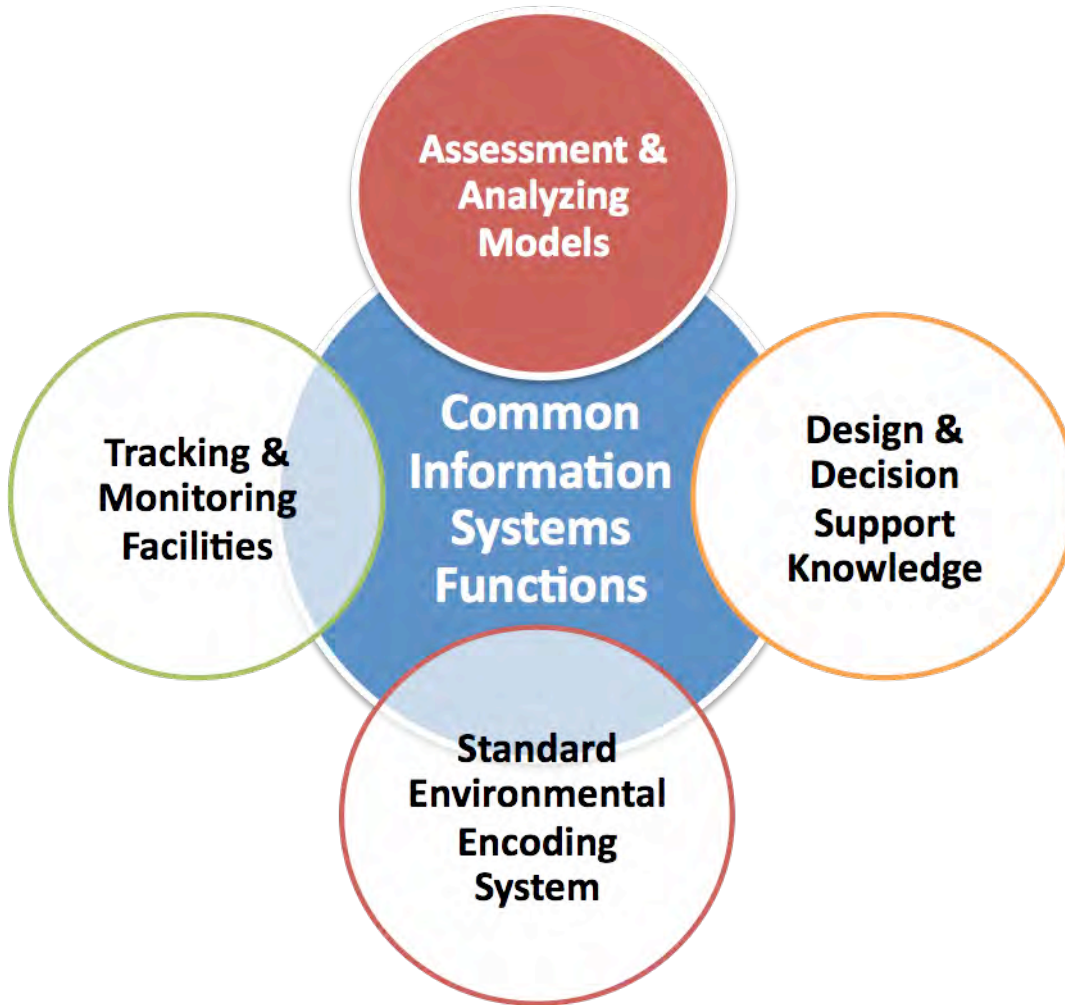 Assessment &
Analyzing
Models
Common
Information
Systems
Functions
Tracking &
Monitoring
Facilities
Design &
Decision
Support
Knowledge
Standard
Environmental
Encoding
System